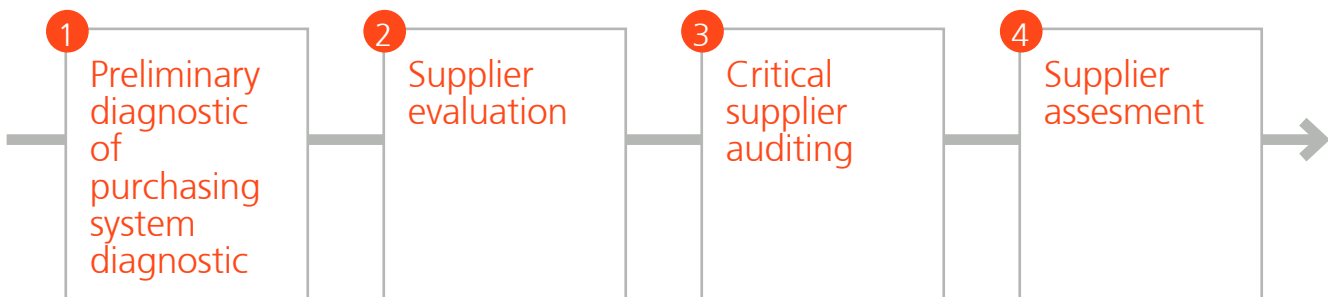 1
Preliminary
diagnostic
of
purchasing
system
diagnostic
2
Supplier
evaluation
3
Critical
supplier
auditing
4
Supplier
assesment